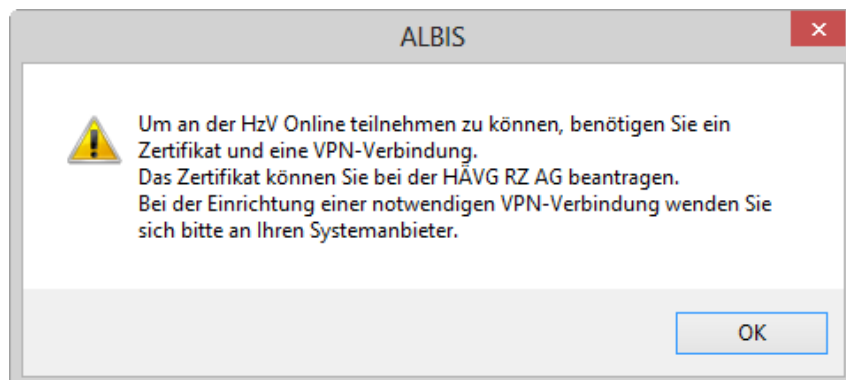 ALBIS
Um an der HzV Online teilnehmen zu können, benötigen Sie ein
Zertifikat und eine VPN-Verbindung.
Das Zertifikat können Sie bei der HÄVG RZ AG beantragen.
Bei der Einrichtung einer notwendigen VPN-Verbindung wenden Sie
sich bitte an Ihren Systemanbieter.
OK